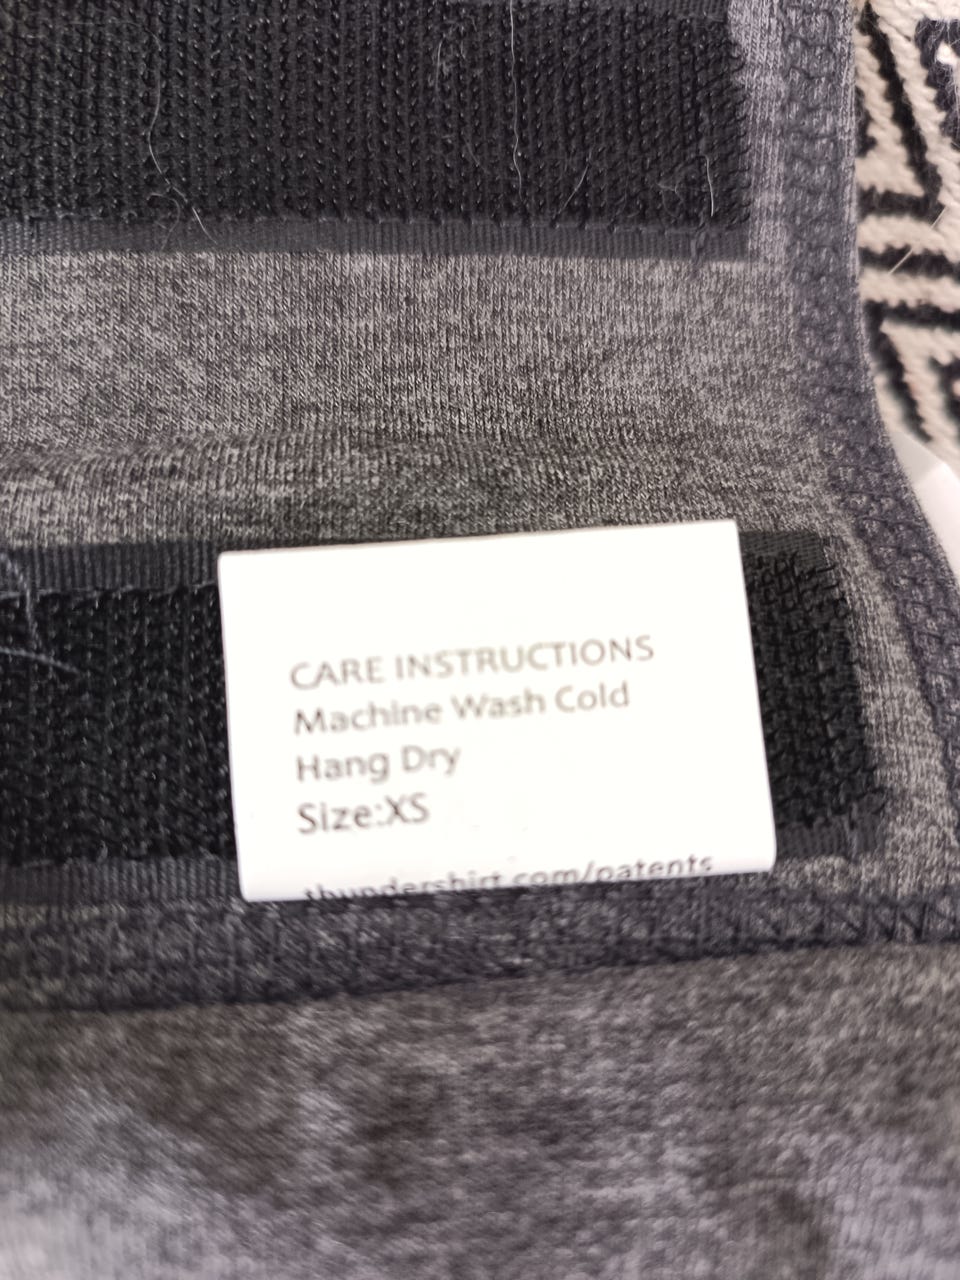 CARE INSTRUCTIONS
Machine Wash Cold
Hang Dry
Size:XS
thundershirt.com/patents